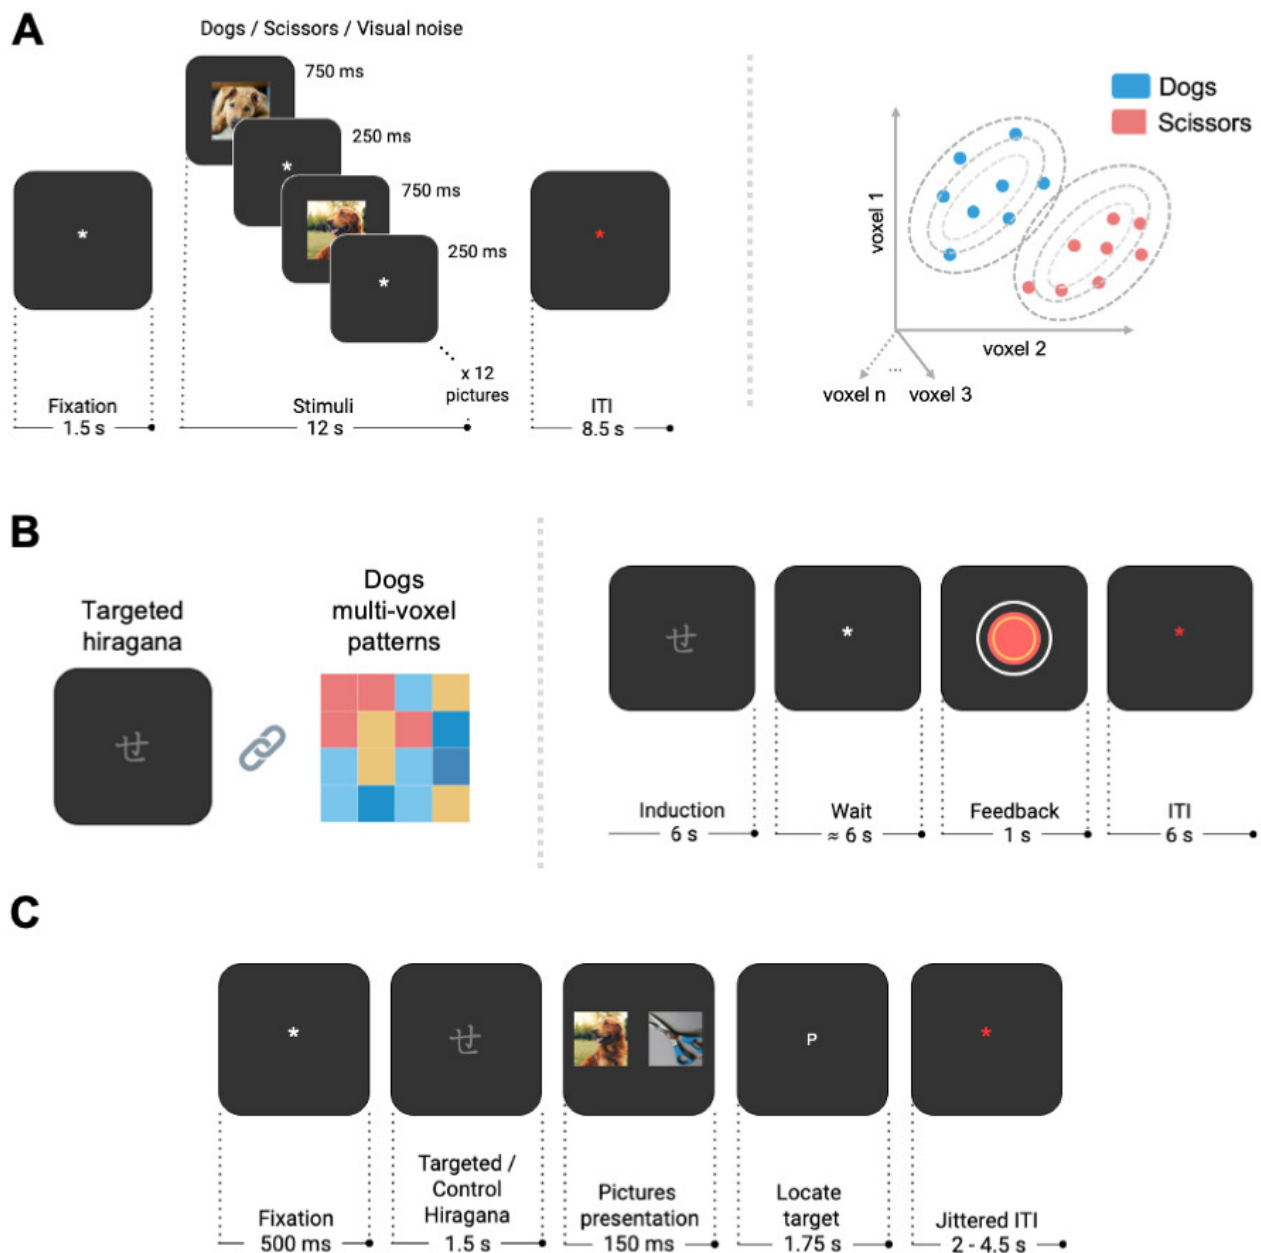 A
Dogs / Scissors / Visual noise
750 ms
250 ms
*
750 ms
250 ms
*
*
*
x 12
pictures
Fixation
1.5 s
Stimuli
12 s
ITI
8.5 s
Dogs
Scissors
voxel 1
voxel 2
...
voxel n
voxel 3
B
Targeted
hiragana
せ
Dogs
multi-voxel
patterns
せ
*
*
Induction
6 s
Wait
≈ 6 s
Feedback
1 s
ITI
6 s
C
*
せ
P
*
Fixation
500 ms
Targeted /
Control
Hiragana
1.5 s
Pictures
presentation
150 ms
Locate
target
1.75 s
Jittered ITI
2 - 4.5 s